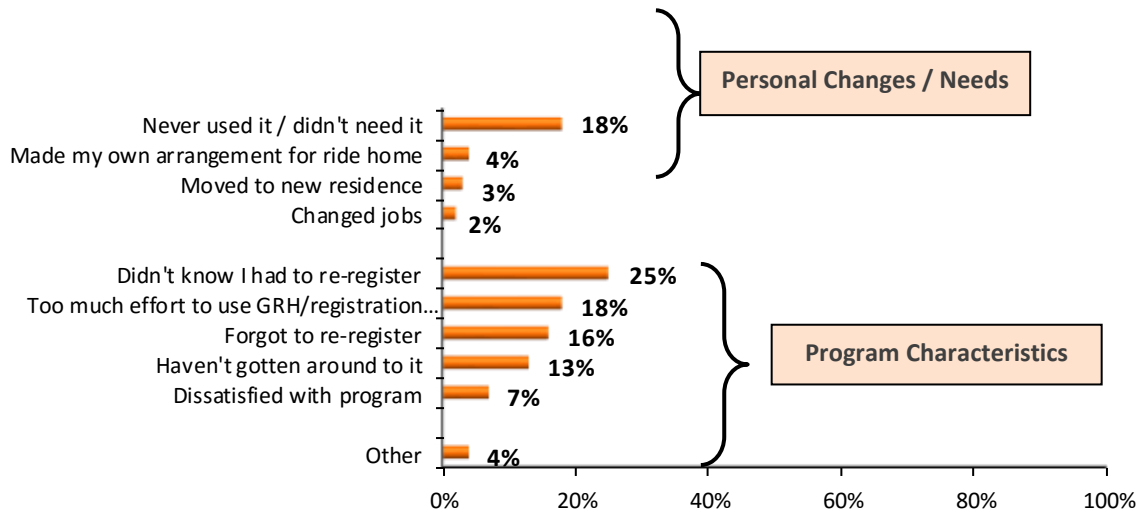 Personal Changes / Needs
Never used it / didn't need it 18%
Made my own arrangement for ride home 4%
Moved to new residence 3%
Changed jobs 2%
Didn't know I had to re-register 25%
Too much effort to use GRH/registration… 18%
Forgot to re-register 16%
Program Characteristics
Haven't gotten around to it 13%
Dissatisfied with program 7%
Other 4%
0% 20% 40% 60% 80% 100%